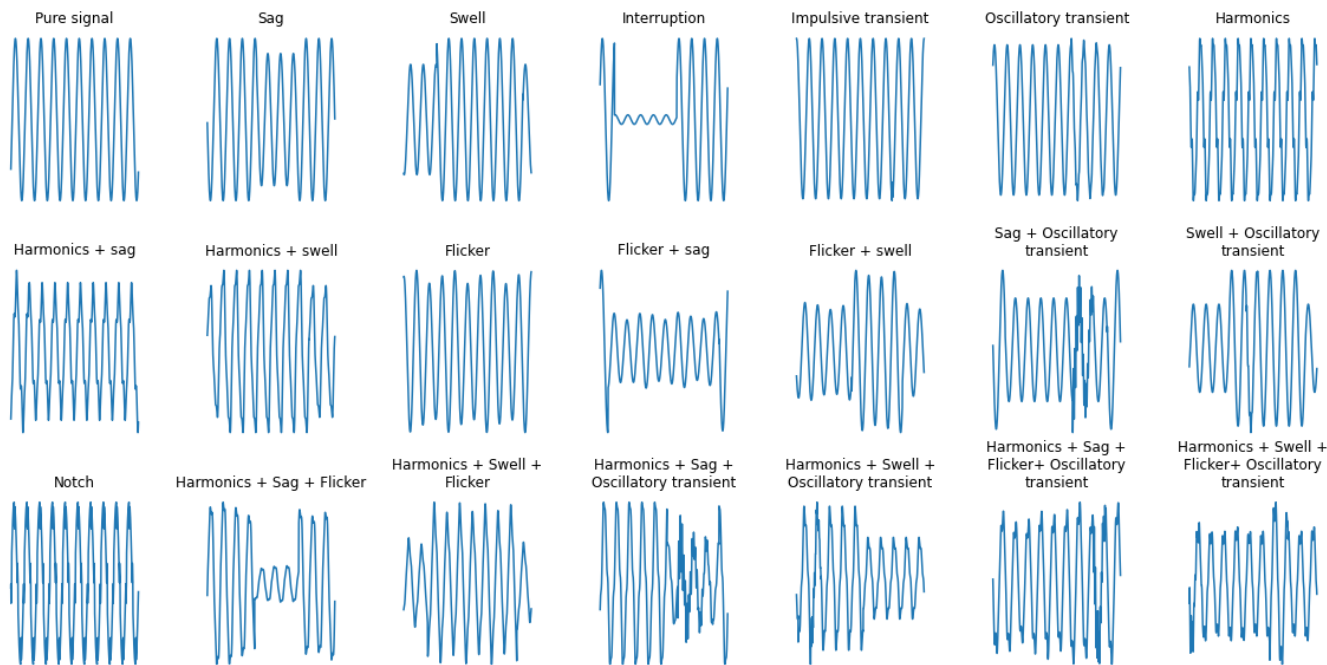 Pure signal
Sag
Swell
Interruption
Impulsive transient
Oscillatory transient
Harmonics
Harmonics + sag
Harmonics + swell
Flicker
Flicker + sag
Flicker + swell
Sag + Oscillatory
transient
Swell + Oscillatory
transient
Notch
Harmonics + Sag + Flicker
Harmonics + Swell +
Flicker
Harmonics + Sag +
Oscillatory transient
Harmonics + Swell +
Oscillatory transient
Harmonics + Sag +
Flicker+ Oscillatory
transient
Harmonics + Swell +
Flicker+ Oscillatory
transient